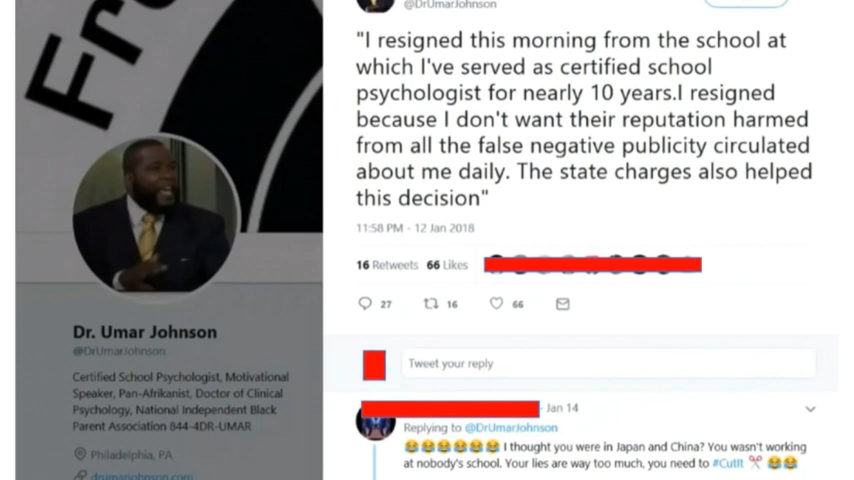 Fr
@DrUmarJohnson
"I resigned this morning from the school at
which I've served as certified school
psychologist for nearly 10 years.I resigned
because I don't want their reputation harmed
from all the false negative publicity circulated
about me daily. The state charges also helped
this decision"
11:58 PM - 12 Jan 2018
16 Retweets 66 Likes
27 16 66
Tweet your reply
Jan 14
Replying to @DrUmarJohnson
😂😂😂😂😂😂 I thought you were in Japan and China? You wasn't working
at nobody's school. Your lies are way too much, you need to #CutIt ✂️ 😂😂
Dr. Umar Johnson
@DrUmarJohnson
Certified School Psychologist, Motivational
Speaker, Pan-Afrikanist, Doctor of Clinical
Psychology, National Independent Black
Parent Association 844-4DR-UMAR
Philadelphia, PA
drumarjohnson.com